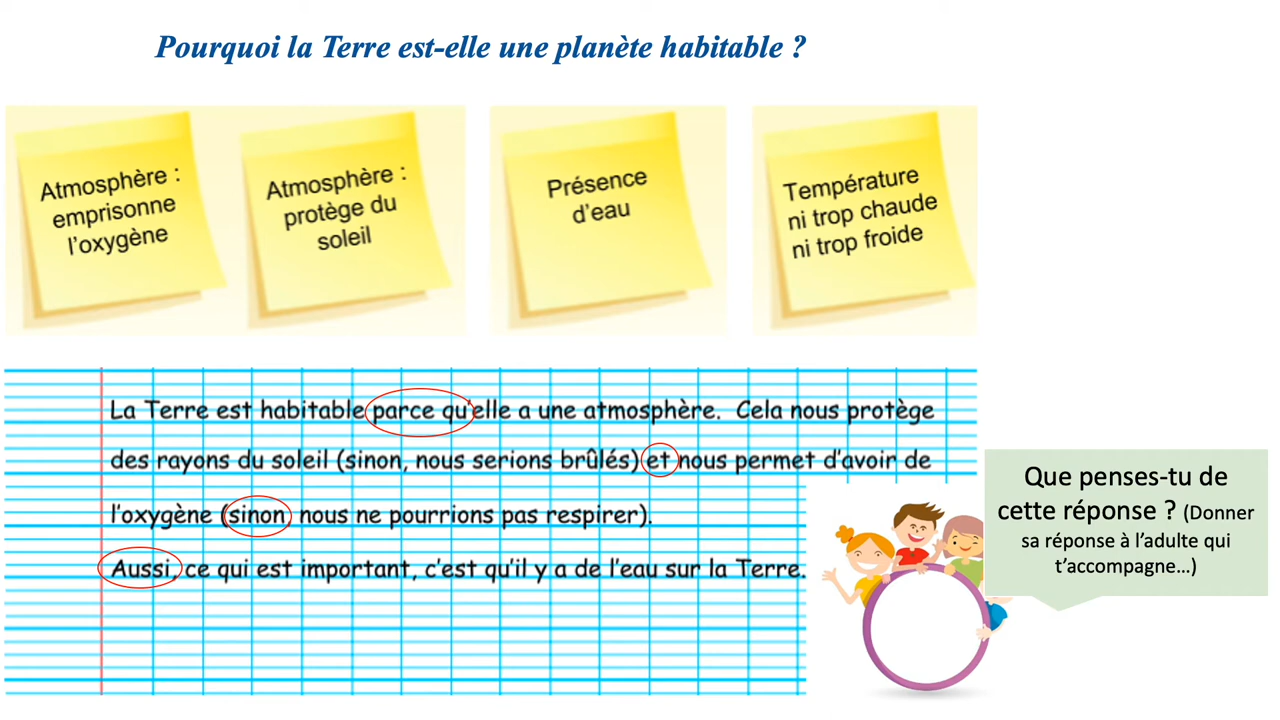 Pourquoi la Terre est-elle une planète habitable ?
Atmosphère :
emprisonne
l'oxygène
Atmosphère :
protège du
soleil
Présence
d'eau
Température
ni trop chaude
ni trop froide
La Terre est habitable parce qu'elle a une atmosphère. Cela nous protège
des rayons du soleil (sinon, nous serions brûlés) et nous permet d'avoir de
l'oxygène (sinon, nous ne pourrions pas respirer).
Aussi, ce qui est important, c'est qu'il y a de l'eau sur la Terre.
Que penses-tu de
cette réponse ? (Donner
sa réponse à l'adulte qui
t'accompagne...)